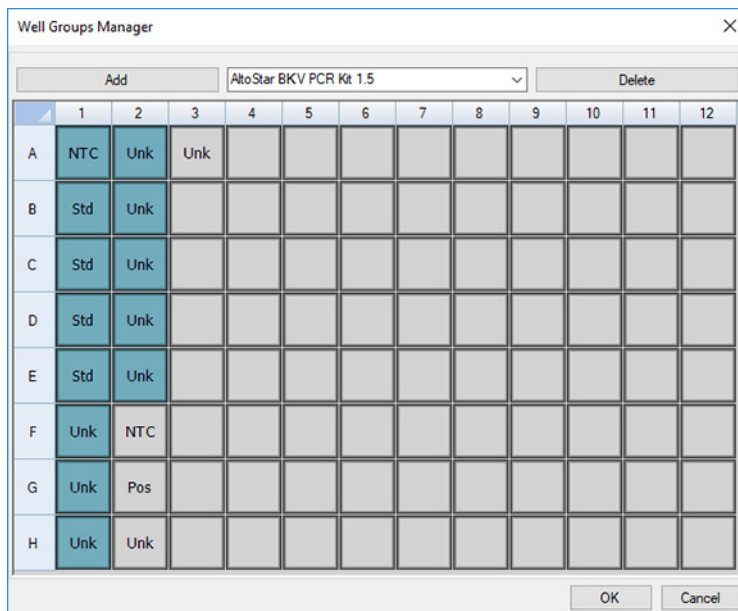 Well Groups Manager
Add AltoStar BKV PCR Kit 1.5 Delete
1 2 3 4 5 6 7 8 9 10 11 12
A NTC Unk Unk
B Std Unk
C Std Unk
D Std Unk
E Std Unk
F Unk NTC
G Unk Pos
H Unk Unk
OK Cancel